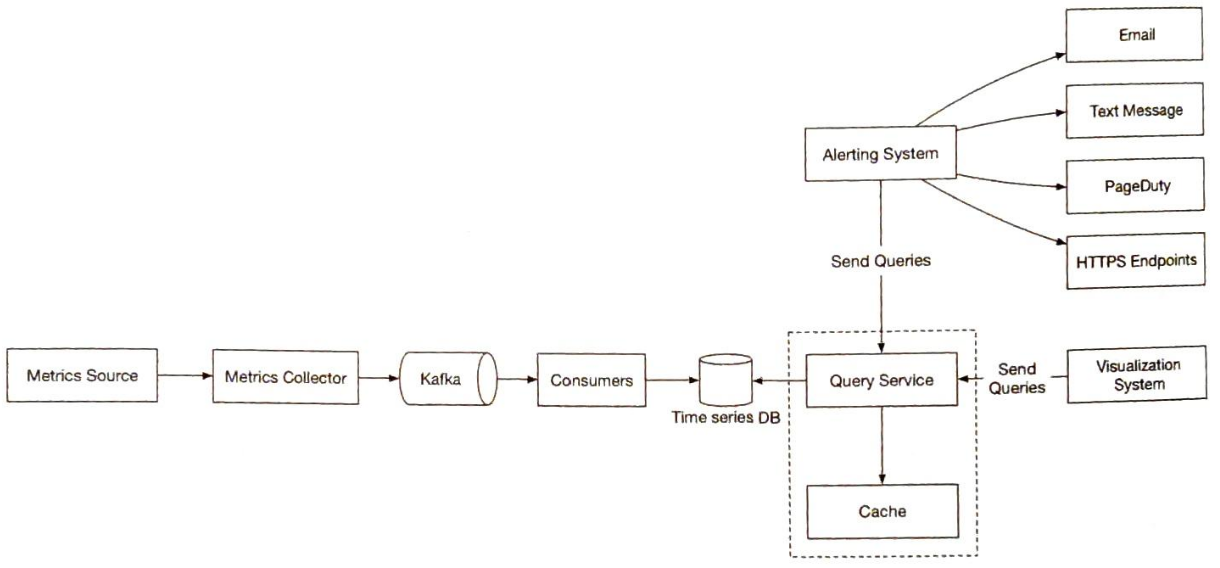 Email
Text Message
Alerting System
PageDuty
HTTPS Endpoints
Send Queries
Metrics Source
Metrics Collector
Kafka
Consumers
Time series DB
Query Service
Send
Queries
Visualization
System
Cache